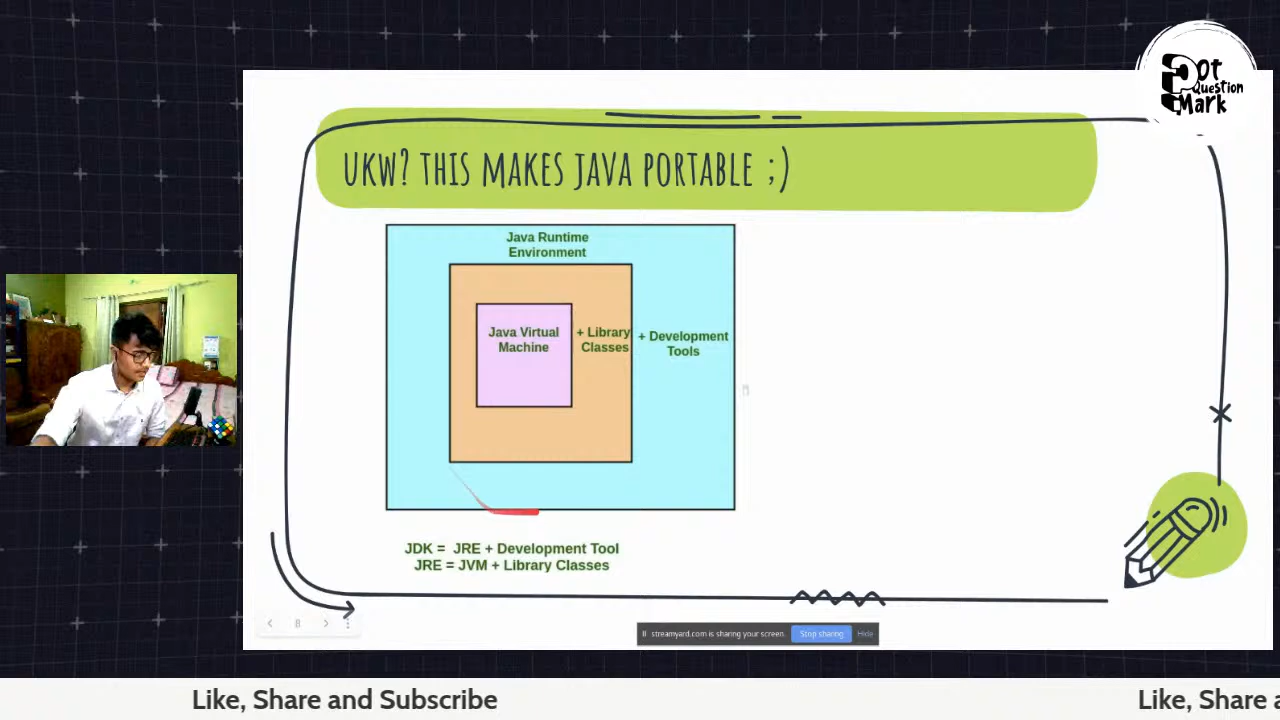 Dot
Question
Mark
UKW? THIS MAKES JAVA PORTABLE ;)
Java Runtime
Environment
Java Virtual
Machine
+ Library
Classes
+ Development
Tools
JDK = JRE + Development Tool
JRE = JVM + Library Classes
8
streamyard.com is sharing your screen.
Stop sharing
Hide
Like, Share and Subscribe
Like, Share a